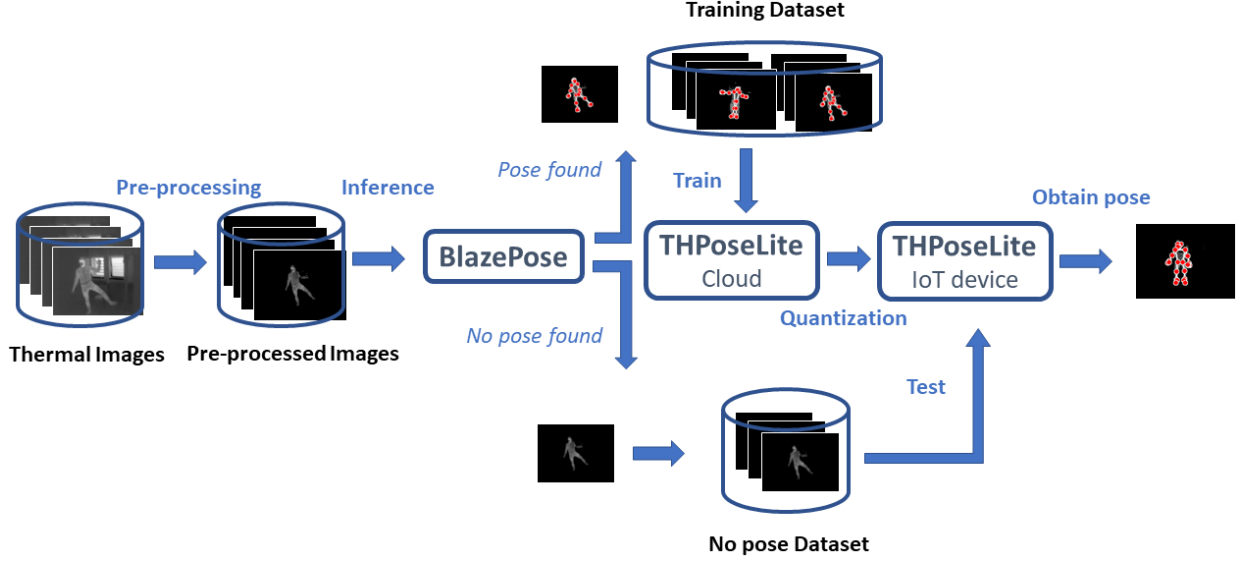 Training Dataset
Pose found
Train
Pre-processing
Inference
Obtain pose
BlazePose
THPoseLite
Cloud
THPoseLite
IoT device
Quantization
No pose found
Thermal Images
Pre-processed Images
Test
No pose Dataset